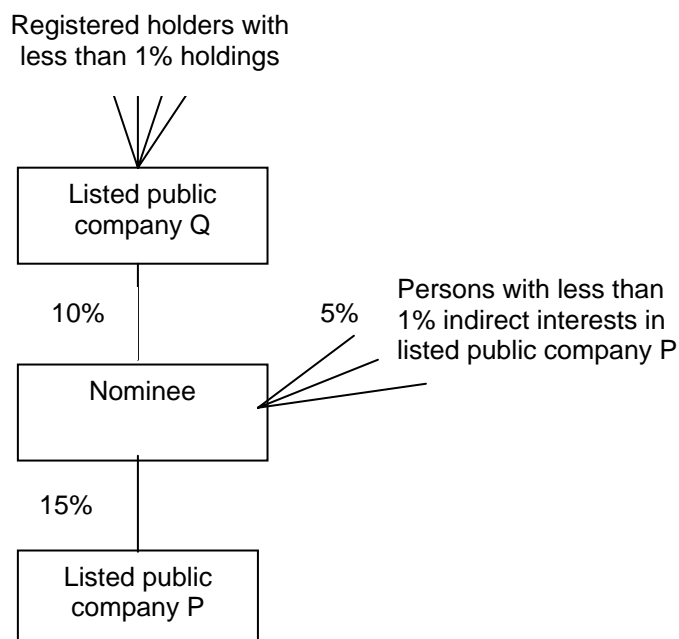 Registered holders with
less than 1% holdings
Listed public
company Q
10%
5%
Persons with less than
1% indirect interests in
listed public company P
Nominee
15%
Listed public
company P